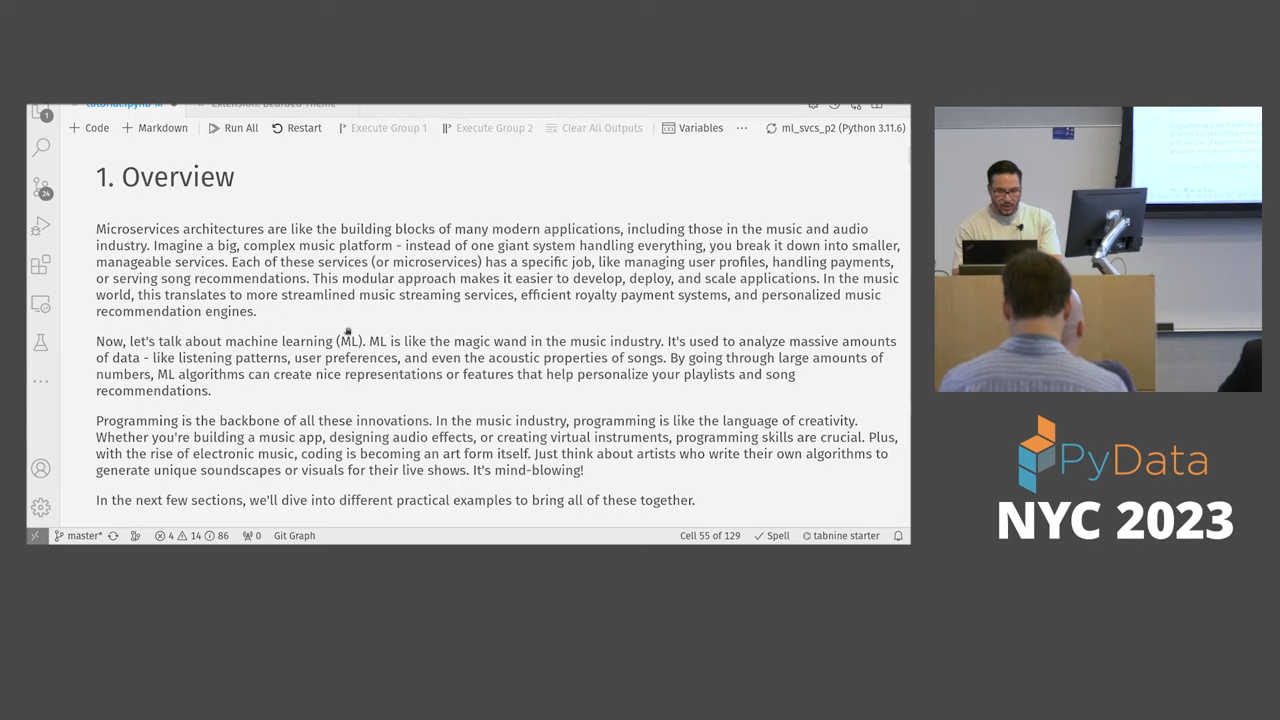 tutorial.ipynb M
Extension: Bearded Theme
1
24
Code
Markdown
Run All
Restart
Execute Group 1
Execute Group 2
Clear All Outputs
Variables
ml_svcs_p2 (Python 3.11.6)
1. Overview
Microservices architectures are like the building blocks of many modern applications, including those in the music and audio
industry. Imagine a big, complex music platform - instead of one giant system handling everything, you break it down into smaller,
manageable services. Each of these services (or microservices) has a specific job, like managing user profiles, handling payments,
or serving song recommendations. This modular approach makes it easier to develop, deploy, and scale applications. In the music
world, this translates to more streamlined music streaming services, efficient royalty payment systems, and personalized music
recommendation engines.
Now, let's talk about machine learning (ML). ML is like the magic wand in the music industry. It's used to analyze massive amounts
of data - like listening patterns, user preferences, and even the acoustic properties of songs. By going through large amounts of
numbers, ML algorithms can create nice representations or features that help personalize your playlists and song
recommendations.
Programming is the backbone of all these innovations. In the music industry, programming is like the language of creativity.
Whether you're building a music app, designing audio effects, or creating virtual instruments, programming skills are crucial. Plus,
with the rise of electronic music, coding is becoming an art form itself. Just think about artists who write their own algorithms to
generate unique soundscapes or visuals for their live shows. It's mind-blowing!
In the next few sections, we'll dive into different practical examples to bring all of these together.
master*
4
14
86
0
Git Graph
Cell 55 of 129
Spell
tabnine starter
PyData
NYC 2023